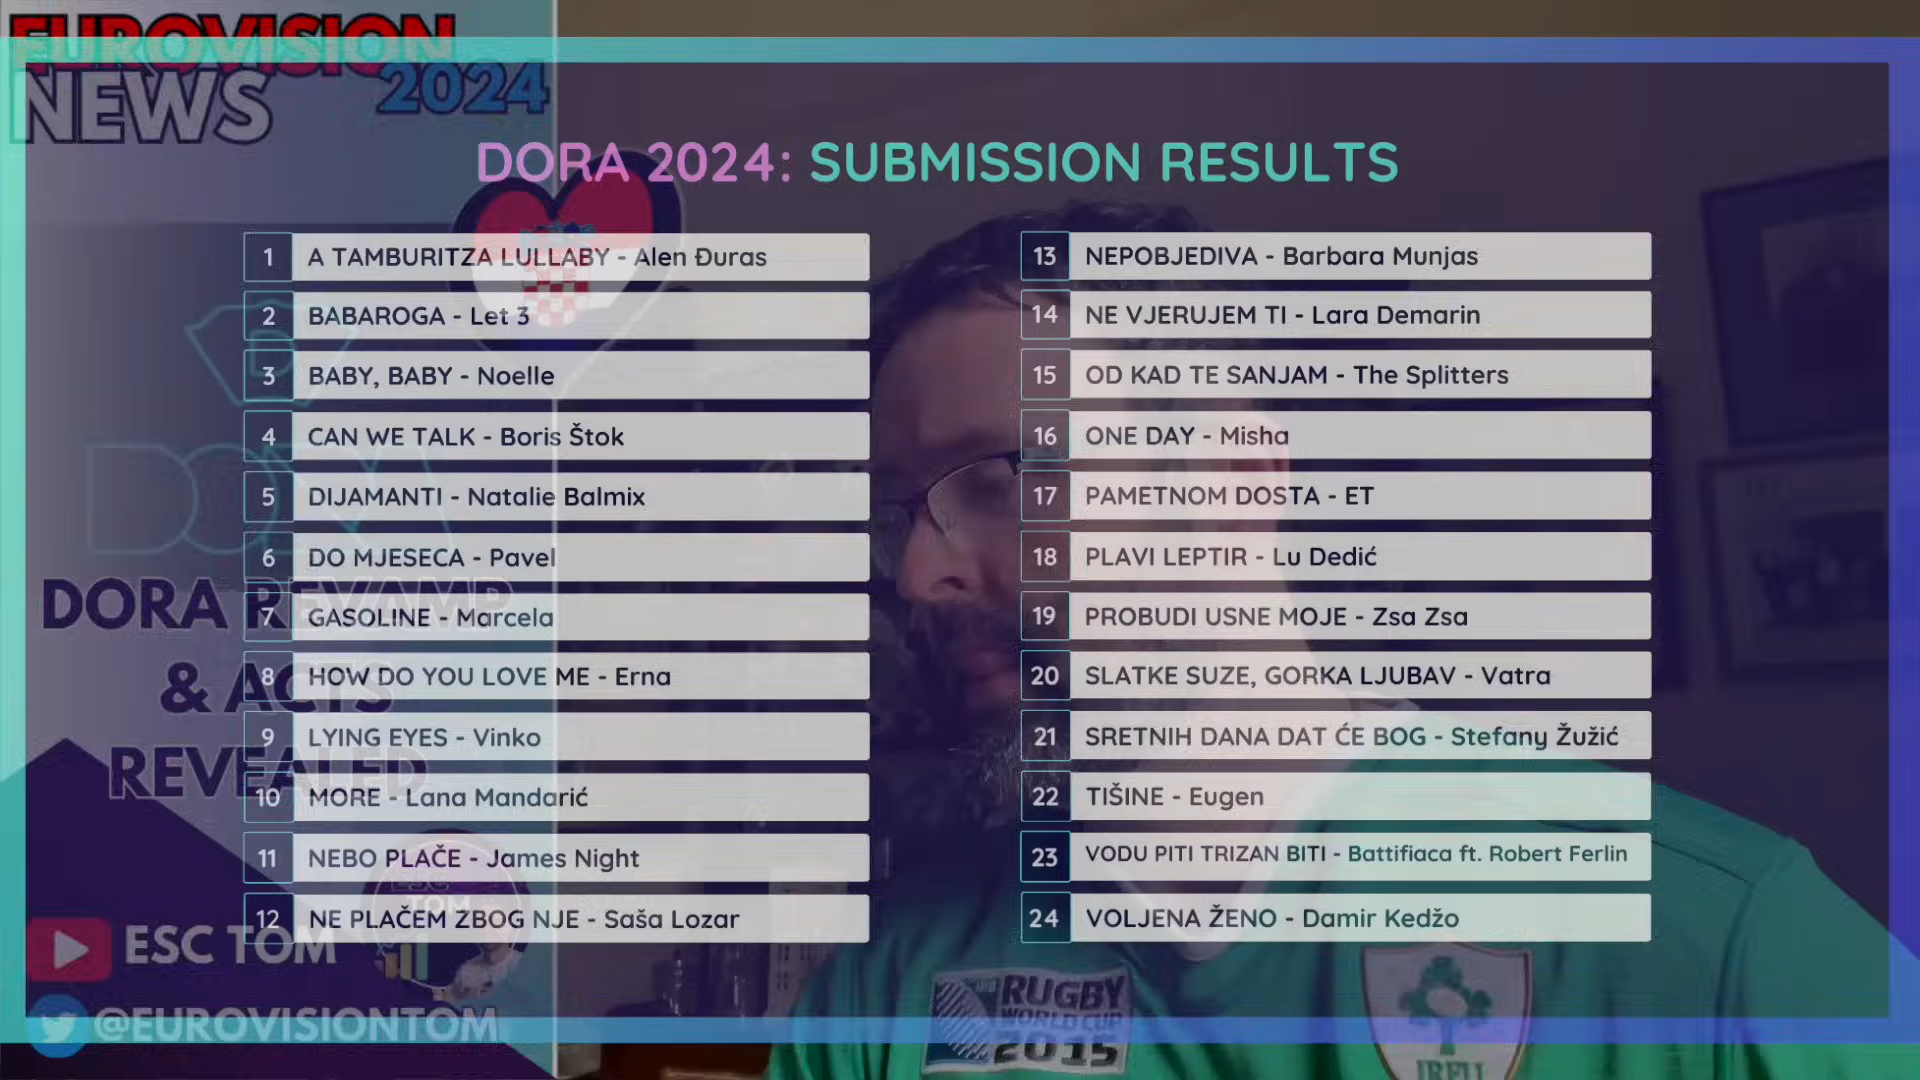 EUROVISION
NEWS 2024
DORA 2024: SUBMISSION RESULTS
1 A TAMBURITZA LULLABY - Alen Đuras
2 BABAROGA - Let 3
3 BABY, BABY - Noelle
4 CAN WE TALK - Boris Štok
5 DIJAMANTI - Natalie Balmix
6 DO MJESECA - Pavel
7 GASOLINE - Marcela
8 HOW DO YOU LOVE ME - Erna
9 LYING EYES - Vinko
10 MORE - Lana Mandarić
11 NEBO PLAČE - James Night
12 NE PLAČEM ZBOG NJE - Saša Lozar
13 NEPOBJEDIVA - Barbara Munjas
14 NE VJERUJEM TI - Lara Demarin
15 OD KAD TE SANJAM - The Splitters
16 ONE DAY - Misha
17 PAMETNOM DOSTA - ET
18 PLAVI LEPTIR - Lu Dedić
19 PROBUDI USNE MOJE - Zsa Zsa
20 SLATKE SUZE, GORKA LJUBAV - Vatra
21 SRETNIH DANA DAT ĆE BOG - Stefany Žužić
22 TIŠINE - Eugen
23 VODU PITI TRIZAN BITI - Battifiaca ft. Robert Ferlin
24 VOLJENA ŽENO - Damir Kedžo
DORA
DORA REVAMP
& ACTS
REVEALED
ESC
TOM
ESC TOM
@EUROVISIONTOM
RUGBY
WORLD CUP
2015